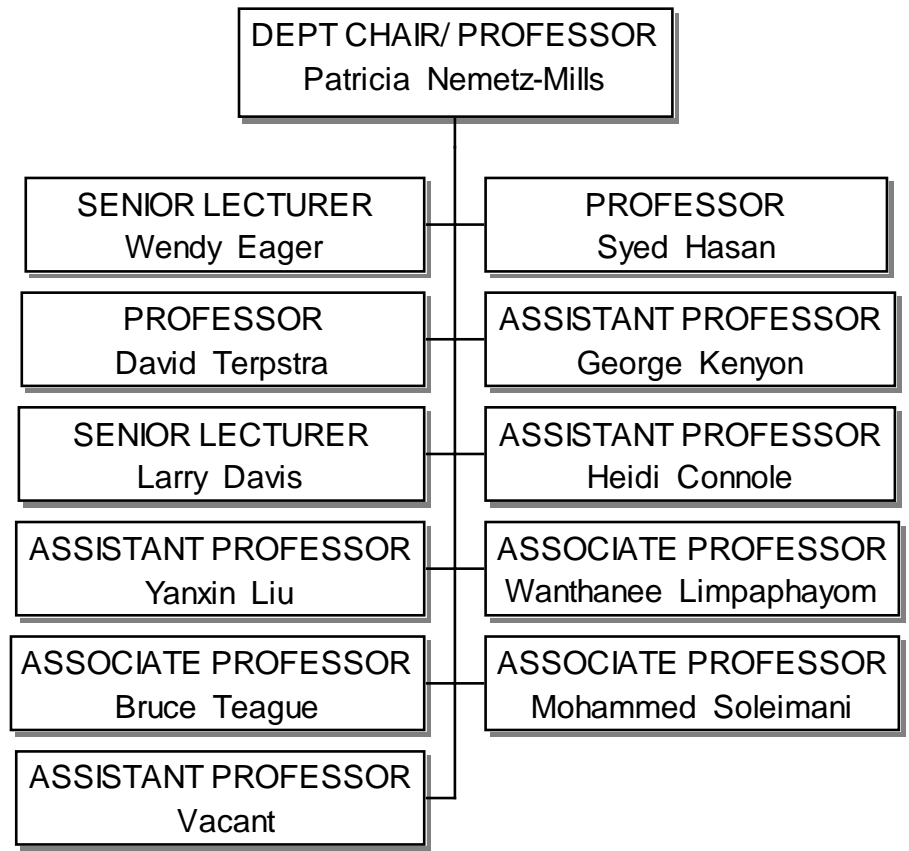 DEPT CHAIR/ PROFESSOR
Patricia Nemetz-Mills
SENIOR LECTURER
Wendy Eager
PROFESSOR
Syed Hasan
PROFESSOR
David Terpstra
ASSISTANT PROFESSOR
George Kenyon
SENIOR LECTURER
Larry Davis
ASSISTANT PROFESSOR
Heidi Connole
ASSISTANT PROFESSOR
Yanxin Liu
ASSOCIATE PROFESSOR
Wanthanee Limpaphayom
ASSOCIATE PROFESSOR
Bruce Teague
ASSOCIATE PROFESSOR
Mohammed Soleimani
ASSISTANT PROFESSOR
Vacant